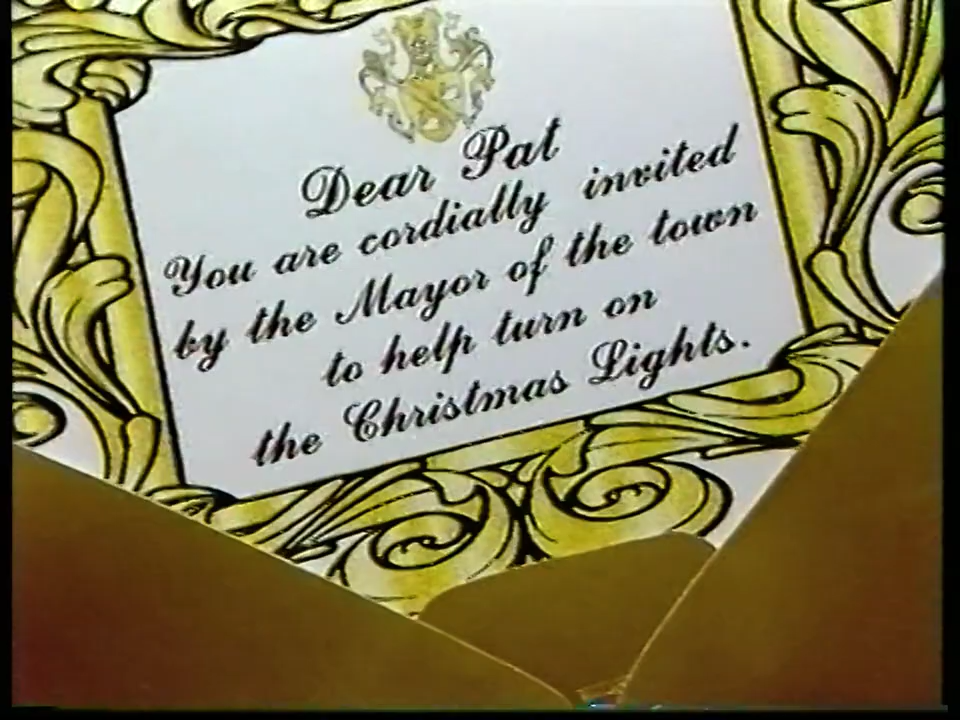 Dear Pat
You are cordially invited
by the Mayor of the town
to help turn on
the Christmas Lights.